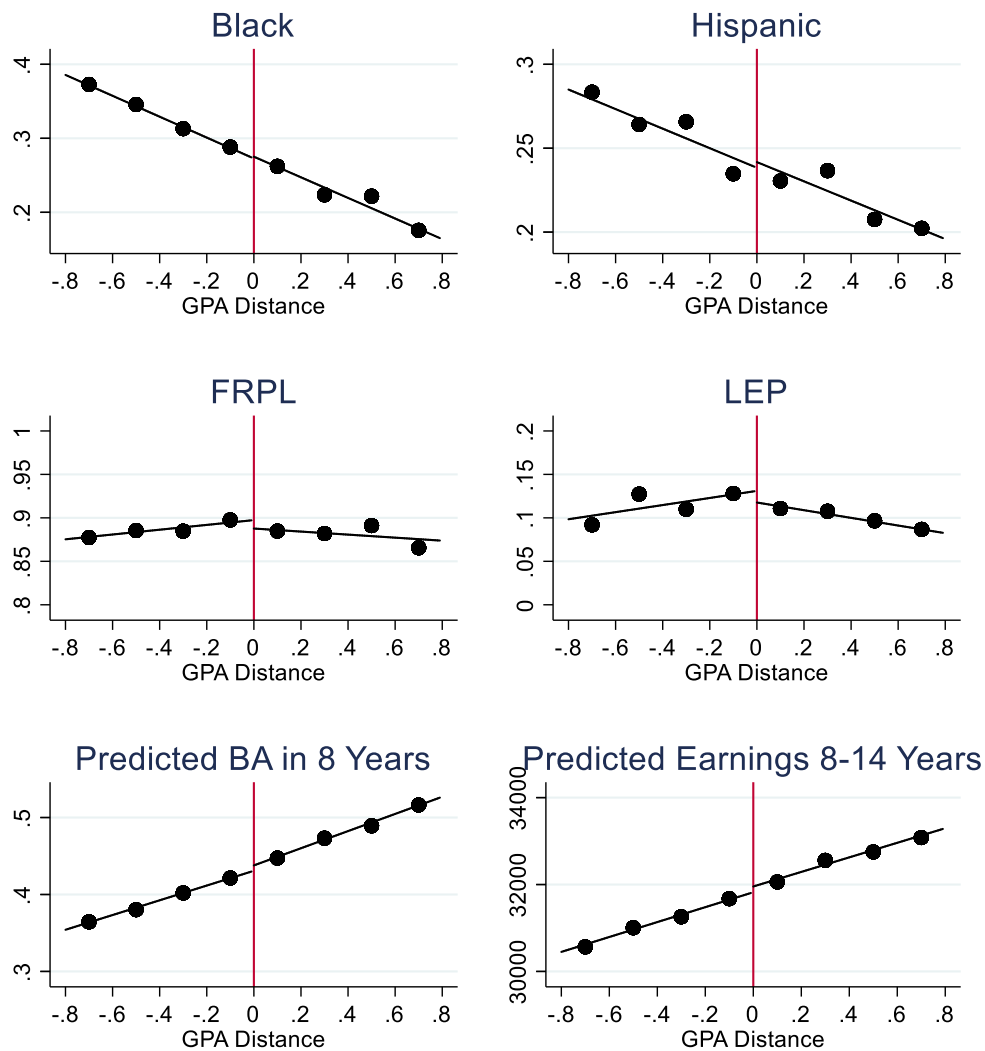 Black
.4
.3
.2
-.8 -.6 -.4 -.2 0 .2 .4 .6 .8
GPA Distance
Hispanic
.3
.25
.2
-.8 -.6 -.4 -.2 0 .2 .4 .6 .8
GPA Distance
FRPL
1
.95
.9
.85
.8
-.8 -.6 -.4 -.2 0 .2 .4 .6 .8
GPA Distance
LEP
.2
.15
.1
.05
0
-.8 -.6 -.4 -.2 0 .2 .4 .6 .8
GPA Distance
Predicted BA in 8 Years
.5
.4
.3
-.8 -.6 -.4 -.2 0 .2 .4 .6 .8
GPA Distance
Predicted Earnings 8-14 Years
34000
32000
30000
-.8 -.6 -.4 -.2 0 .2 .4 .6 .8
GPA Distance